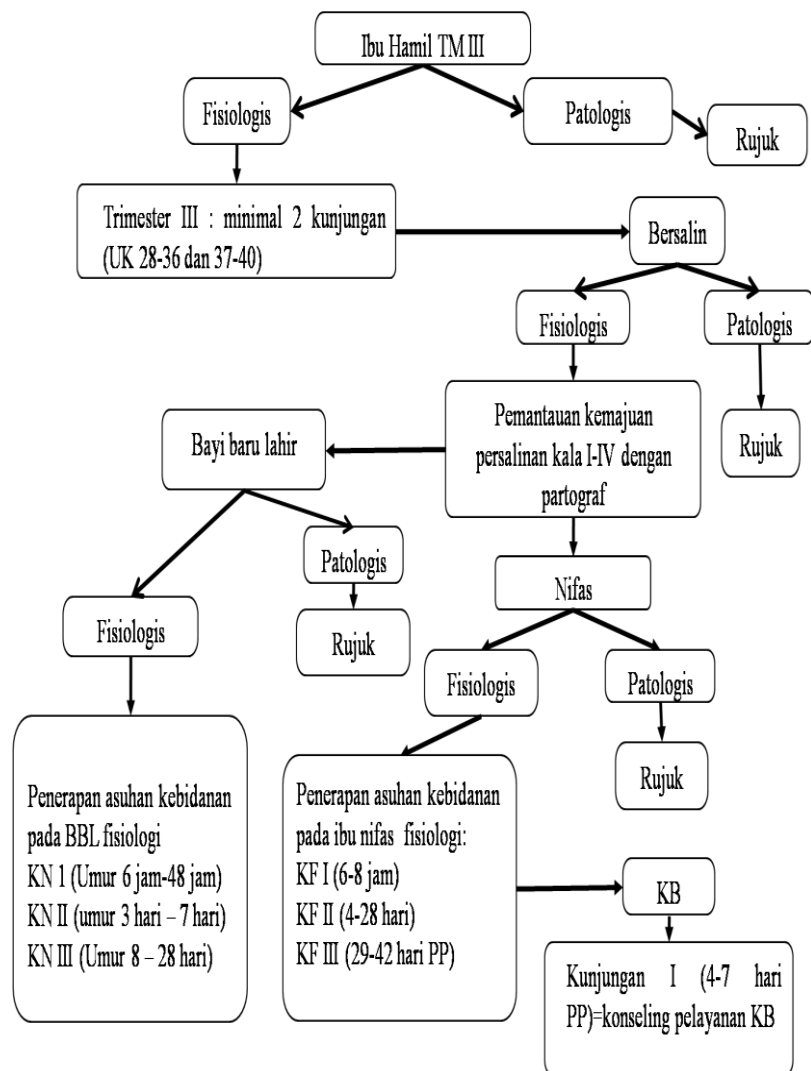 Ibu Hamil TM III
Fisiologis
Patologis
Rujuk
Trimester III : minimal 2 kunjungan
(UK 28-36 dan 37-40)
Bersalin
Fisiologis
Patologis
Pemantauan kemajuan
persalinan kala I-IV dengan
partograf
Rujuk
Bayi baru lahir
Patologis
Nifas
Fisiologis
Rujuk
Fisiologis
Patologis
Rujuk
Penerapan asuhan kebidanan
pada BBL fisiologi
KN 1 (Umur 6 jam-48 jam)
KN II (umur 3 hari – 7 hari)
KN III (Umur 8 – 28 hari)
Penerapan asuhan kebidanan
pada ibu nifas fisiologi:
KF I (6-8 jam)
KF II (4-28 hari)
KF III (29-42 hari PP)
KB
Kunjungan I (4-7 hari
PP)=konseling pelayanan KB